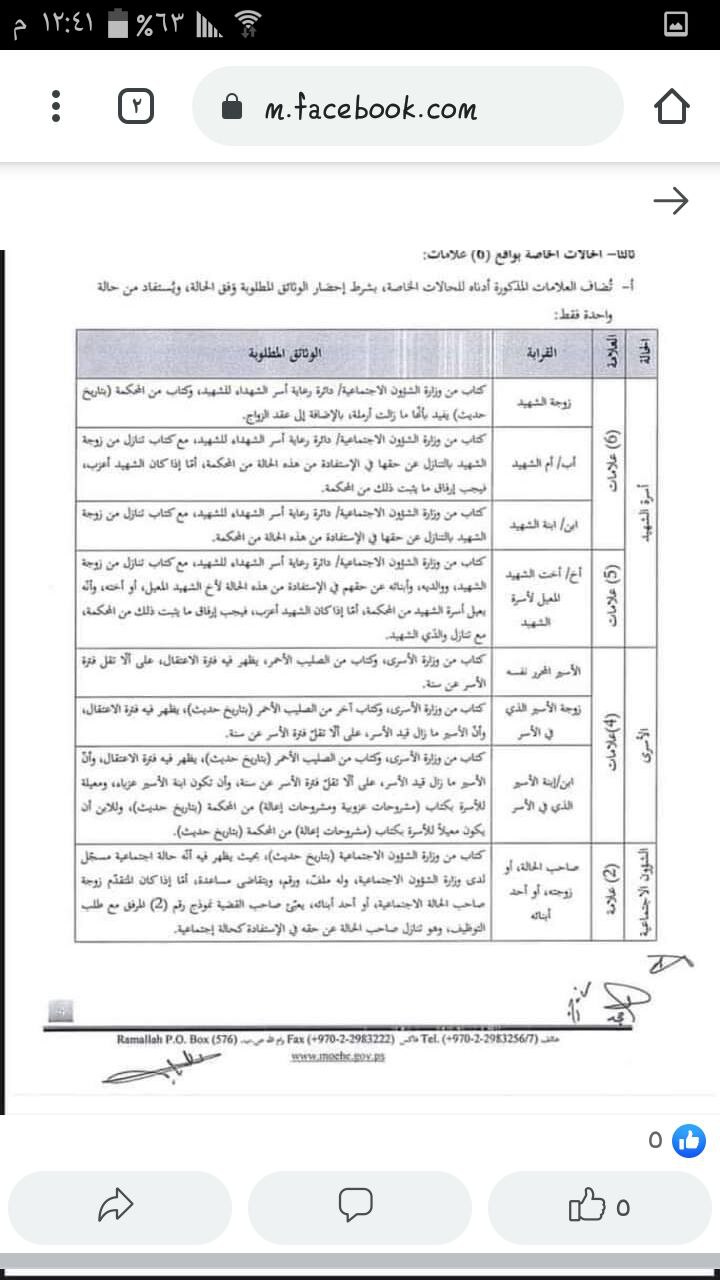 ١٢:٤١ م
%٦٣
٢
m.facebook.com
ثالثا- الحالات الخاصة بواقع (6) علامات:
أ- تُضاف العلامات المذكورة أدناه للحالات الخاصة، بشرط إحضار الوثائق المطلوبة وَفق الحالة، ويُستفاد من حالة
واحدة فقط:
الحالة العلامة القرابة الوثائق المطلوبة
أسرة الشهيد
(6) علامات
زوجة الشهيد
كتاب من وزارة الشؤون الاجتماعية/ دائرة رعاية أسر الشهداء للشهيد، وكتاب من المحكمة (بتاريخ
حديث) يفيد بأنّها ما زالت أرملة، بالإضافة إلى عقد الزواج.
أب/ أم الشهيد
كتاب من وزارة الشؤون الاجتماعية/ دائرة رعاية أسر الشهداء للشهيد، مع كتاب تنازل من زوجة
الشهيد بالتنازل عن حقها في الإستفادة من هذه الحالة من المحكمة، أمّا إذا كان الشهيد أعزب،
فيجب إرفاق ما يثبت ذلك من المحكمة.
ابن/ ابنة الشهيد
كتاب من وزارة الشؤون الاجتماعية/ دائرة رعاية أسر الشهداء للشهيد، مع كتاب تنازل من زوجة
الشهيد بالتنازل عن حقها في الإستفادة من هذه الحالة من المحكمة.
(5) علامات
أخ/ أخت الشهيد
المعيل لأسرة
الشهيد
كتاب من وزارة الشؤون الاجتماعية/ دائرة رعاية أسر الشهداء للشهيد، مع كتاب تنازل من زوجة
الشهيد، ووالديه، وأبنائه عن حقهم في الإستفادة من هذه الحالة لأخ الشهيد المعيل، أو أخته، وأنّه
يعيل أسرة الشهيد من المحكمة، أمّا إذا كان الشهيد أعزب، فيجب إرفاق ما يثبت ذلك من المحكمة،
مع تنازل والدَي الشهيد.
الأسرى
(4) علامات
الأسير المحرر نفسه
كتاب من وزارة الأسرى، وكتاب من الصليب الأحمر، يظهر فيه فترة الاعتقال، على ألّا تقل فترة
الأسر عن سنة.
زوجة الأسير الذي
في الأسر
كتاب من وزارة الأسرى، وكتاب آخر من الصليب الأحمر (بتاريخ حديث)، يظهر فيه فترة الاعتقال،
وأنّ الأسير ما زال قيد الأسر، على ألّا تقلّ فترة الأسر عن سنة.
ابن/إبنة الأسير
الذي في الأسر
كتاب من وزارة الأسرى، وكتاب من الصليب الأحمر (بتاريخ حديث)، يظهر فيه فترة الاعتقال، وأنّ
الأسير ما زال قيد الأسر، على ألّا تقلّ فترة الأسر عن سنة، وأن تكون ابنة الأسير عزباء، ومعيلة
للأسرة بكتاب (مشروحات عزوبية ومشروحات إعالة) من المحكمة (بتاريخ حديث)، وللابن أن
يكون معيلاً للأسرة بكتاب (مشروحات إعالة) من المحكمة (بتاريخ حديث).
الشؤون الاجتماعية
(2) علامة
صاحب الحالة، أو
زوجته، أو أحد
أبنائه
كتاب من وزارة الشؤون الاجتماعية (بتاريخ حديث)، بحيث يظهر فيه أنّه حالة اجتماعية مسجّل
لدى وزارة الشؤون الاجتماعية، وله ملفّ، ورقم، ويتقاضى مساعدة، أمّا إذا كان المتقدّم زوجة
صاحب الحالة الاجتماعية، أو أحد أبنائه، يعبّئ صاحب القضية نموذج رقم (2) المرفق مع طلب
التوظيف، وهو تنازل صاحب الحالة عن حقه في الإستفادة كحالة إجتماعية.
هاتف Tel. (+970-2-2983256/7) فاكس Fax (+970-2-2983222) رام الله ص.ب. Ramallah P.O. Box (576)
www.moehe.gov.ps
0
0